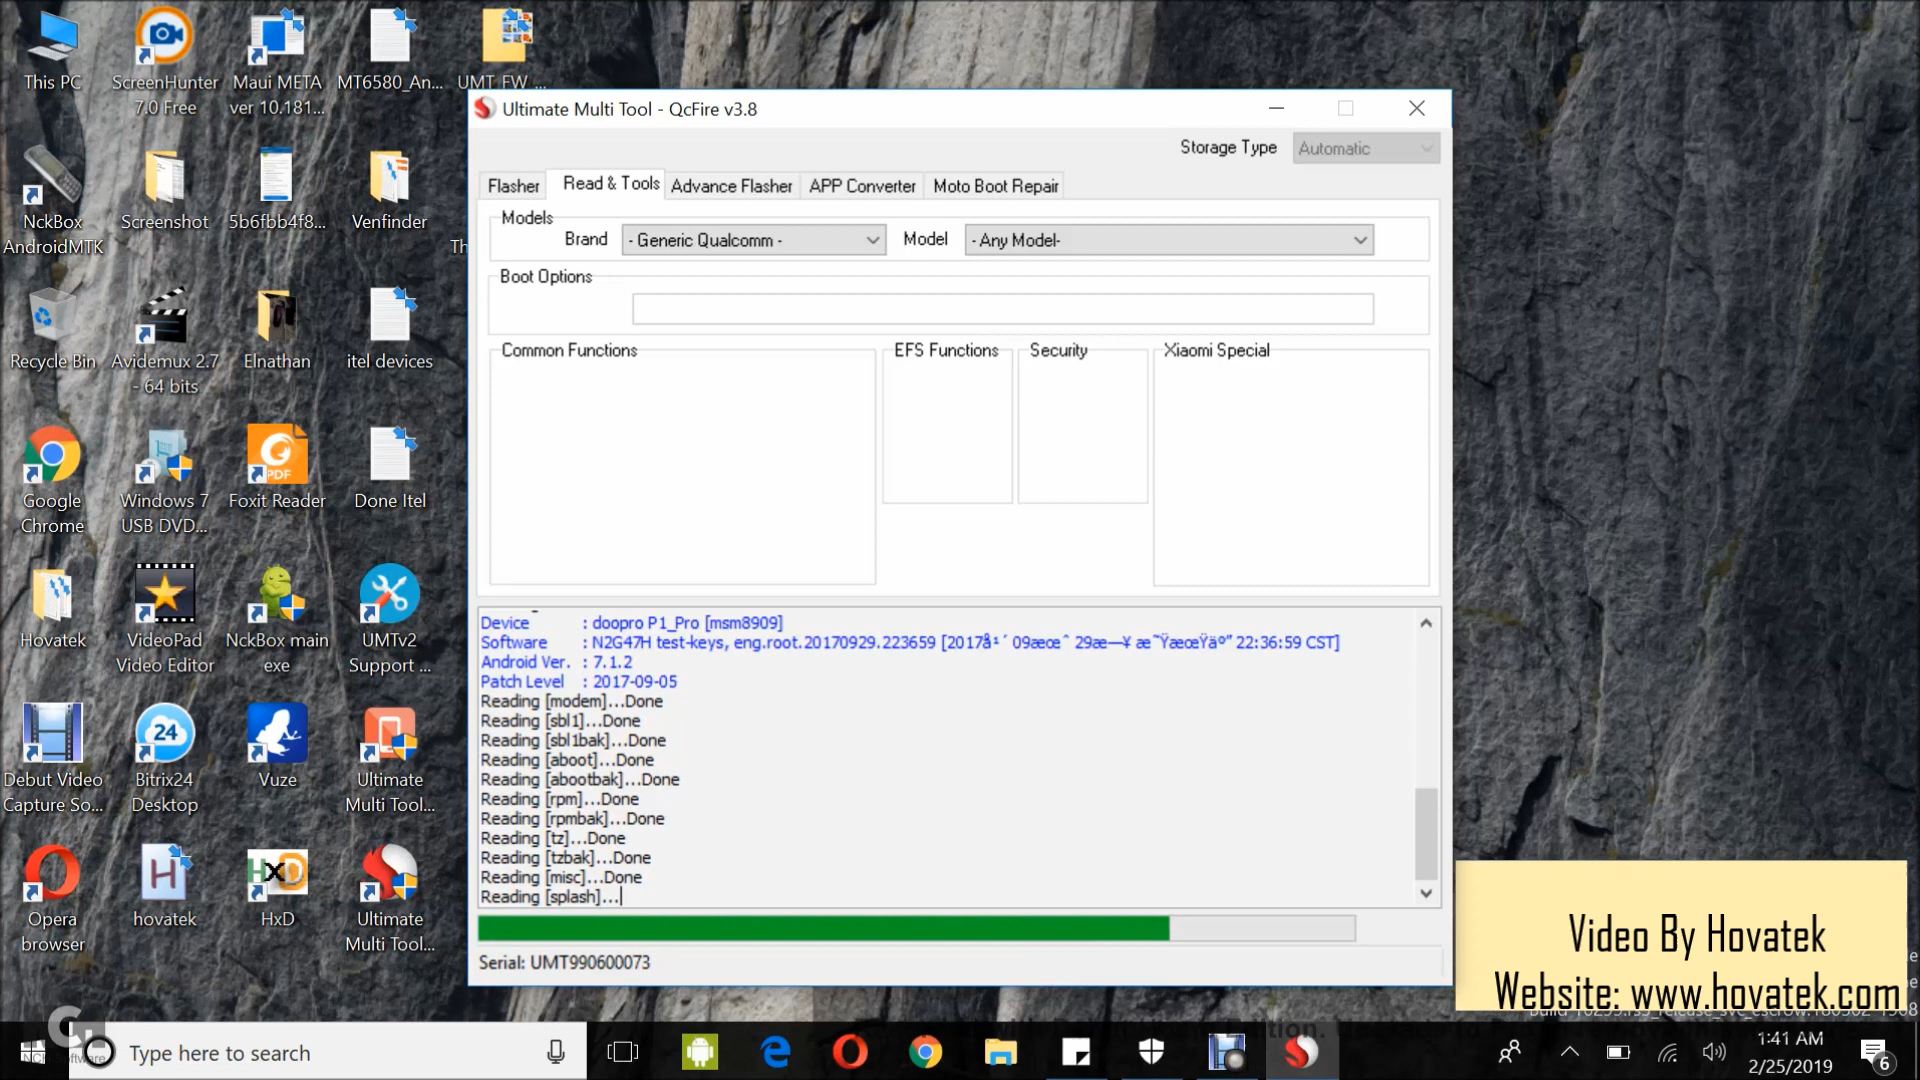 This PC
ScreenHunter
7.0 Free
Maui META
ver 10.181...
MT6580_An...
UMT_FW_...
NckBox
AndroidMTK
Screenshot
5b6fbb4f8...
Venfinder
Th
Recycle Bin
Avidemux 2.7
- 64 bits
Elnathan
itel devices
Google
Chrome
Windows 7
USB DVD...
Foxit Reader
PDF
Done Itel
Hovatek
VideoPad
Video Editor
NckBox main
exe
UMTv2
Support ...
Debut Video
Capture So...
24
Bitrix24
Desktop
Vuze
Ultimate
Multi Tool...
Opera
browser
hovatek
HxD
HxD
Ultimate
Multi Tool...
Ultimate Multi Tool - QcFire v3.8
Storage Type Automatic
Flasher Read & Tools Advance Flasher APP Converter Moto Boot Repair
Models
Brand - Generic Qualcomm - Model - Any Model-
Boot Options
Common Functions EFS Functions Security Xiaomi Special
Device : doopro P1_Pro [msm8909]
Software : N2G47H test-keys, eng.root.20170929.223659 [2017å¹´ 09æœˆ 29æ—¥ æ˜ŸæœŸäº" 22:36:59 CST]
Android Ver. : 7.1.2
Patch Level : 2017-09-05
Reading [modem]...Done
Reading [sbl1]...Done
Reading [sbl1bak]...Done
Reading [aboot]...Done
Reading [abootbak]...Done
Reading [rpm]...Done
Reading [rpmbak]...Done
Reading [tz]...Done
Reading [tzbak]...Done
Reading [misc]...Done
Reading [splash]...
Serial: UMT990600073
Video By Hovatek
Website: www.hovatek.com
Type here to search
1:41 AM
2/25/2019
6